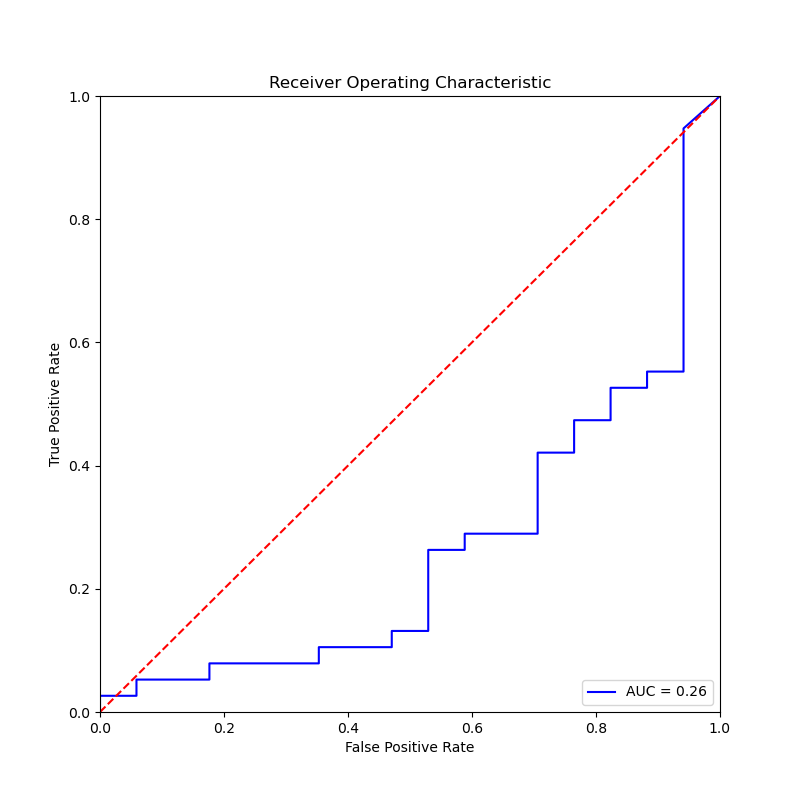 Receiver Operating Characteristic
1.0
0.8
0.6
0.4
0.2
0.0
True Positive Rate
AUC = 0.26
0.0 0.2 0.4 0.6 0.8 1.0
False Positive Rate